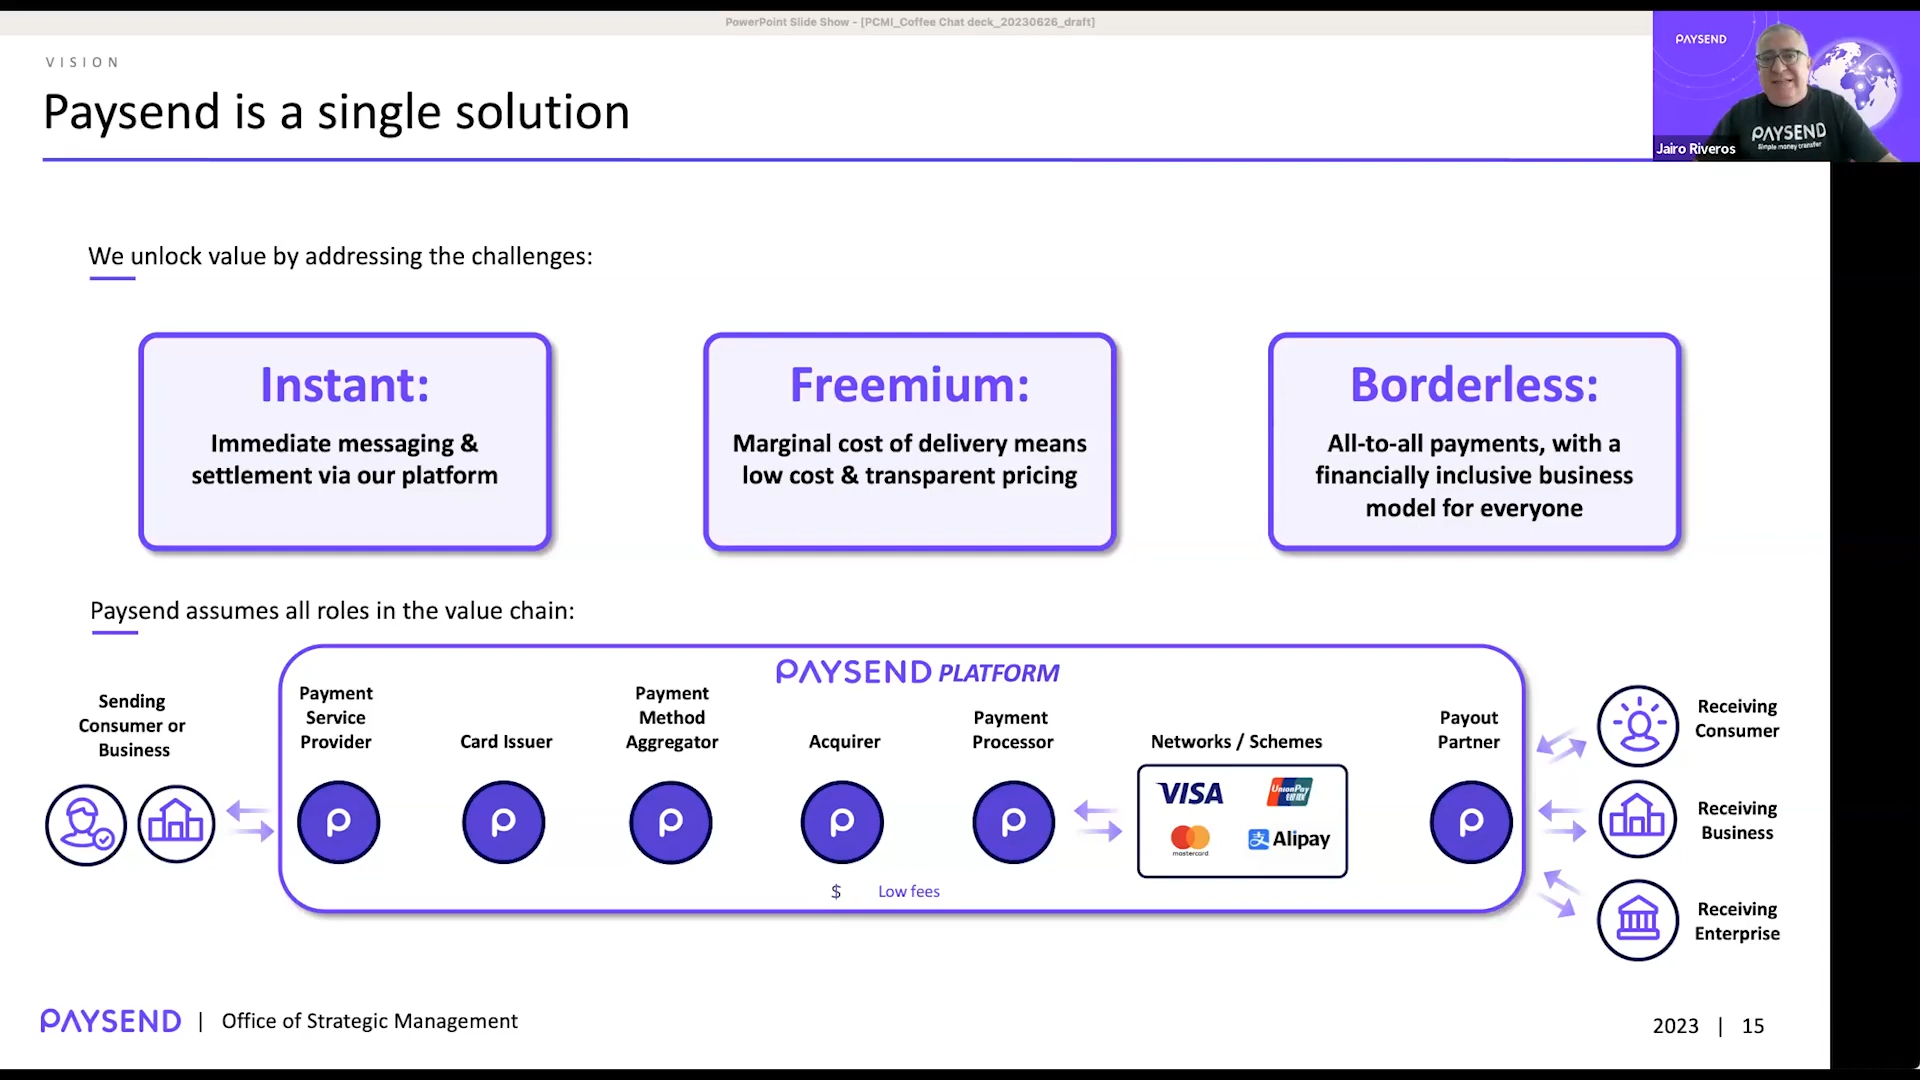 PowerPoint Slide Show - [PCMI_Coffee Chat deck_20230626_draft]
VISION
Paysend is a single solution
PAYSEND
PAYSEND
Simple money transfer
Jairo Riveros
We unlock value by addressing the challenges:
Instant:
Immediate messaging &
settlement via our platform
Freemium:
Marginal cost of delivery means
low cost & transparent pricing
Borderless:
All-to-all payments, with a
financially inclusive business
model for everyone
Paysend assumes all roles in the value chain:
PAYSEND PLATFORM
Sending
Consumer or
Business
Payment
Service
Provider
Card Issuer
Payment
Method
Aggregator
Acquirer
Payment
Processor
Networks / Schemes
VISA
UnionPay
银联
mastercard
支 Alipay
Payout
Partner
$ Low fees
Receiving
Consumer
Receiving
Business
Receiving
Enterprise
PAYSEND | Office of Strategic Management
2023 | 15